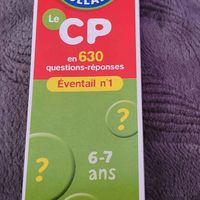 Le
CP
en 630
questions-réponses
Éventail n°1
?
?
6-7
ans